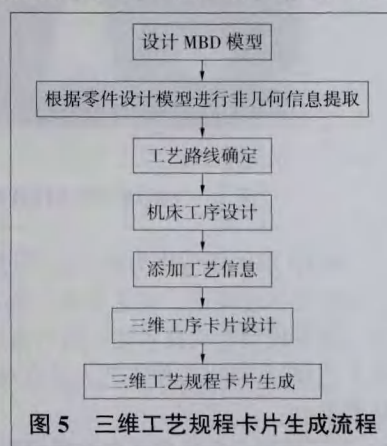 设计 MBD 模型
根据零件设计模型进行非几何信息提取
工艺路线确定
机床工序设计
添加工艺信息
三维工序卡片设计
三维工艺规程卡片生成
图 5 三维工艺规程卡片生成流程